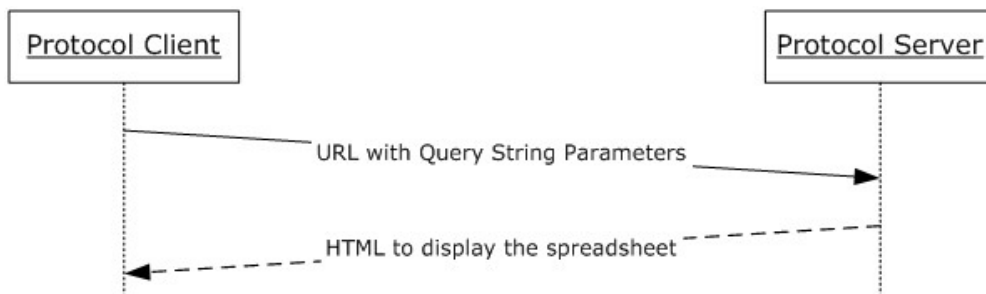 Protocol Client
Protocol Server
URL with Query String Parameters
HTML to display the spreadsheet